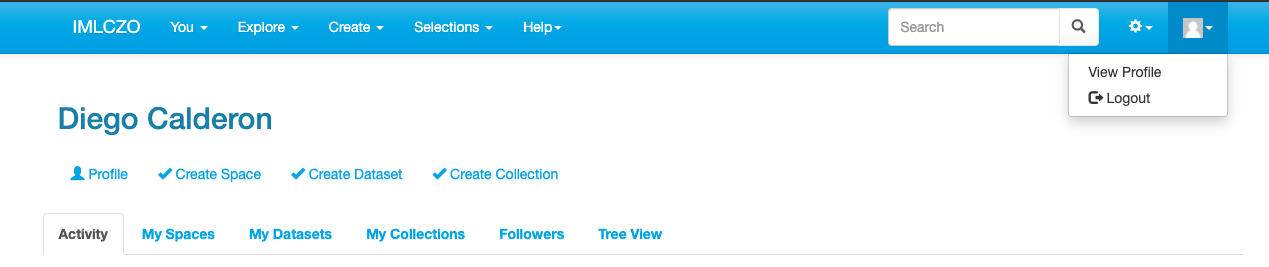 IMLCZO You Explore Create Selections Help Search
View Profile
Logout
Diego Calderon
Profile Create Space Create Dataset Create Collection
Activity My Spaces My Datasets My Collections Followers Tree View